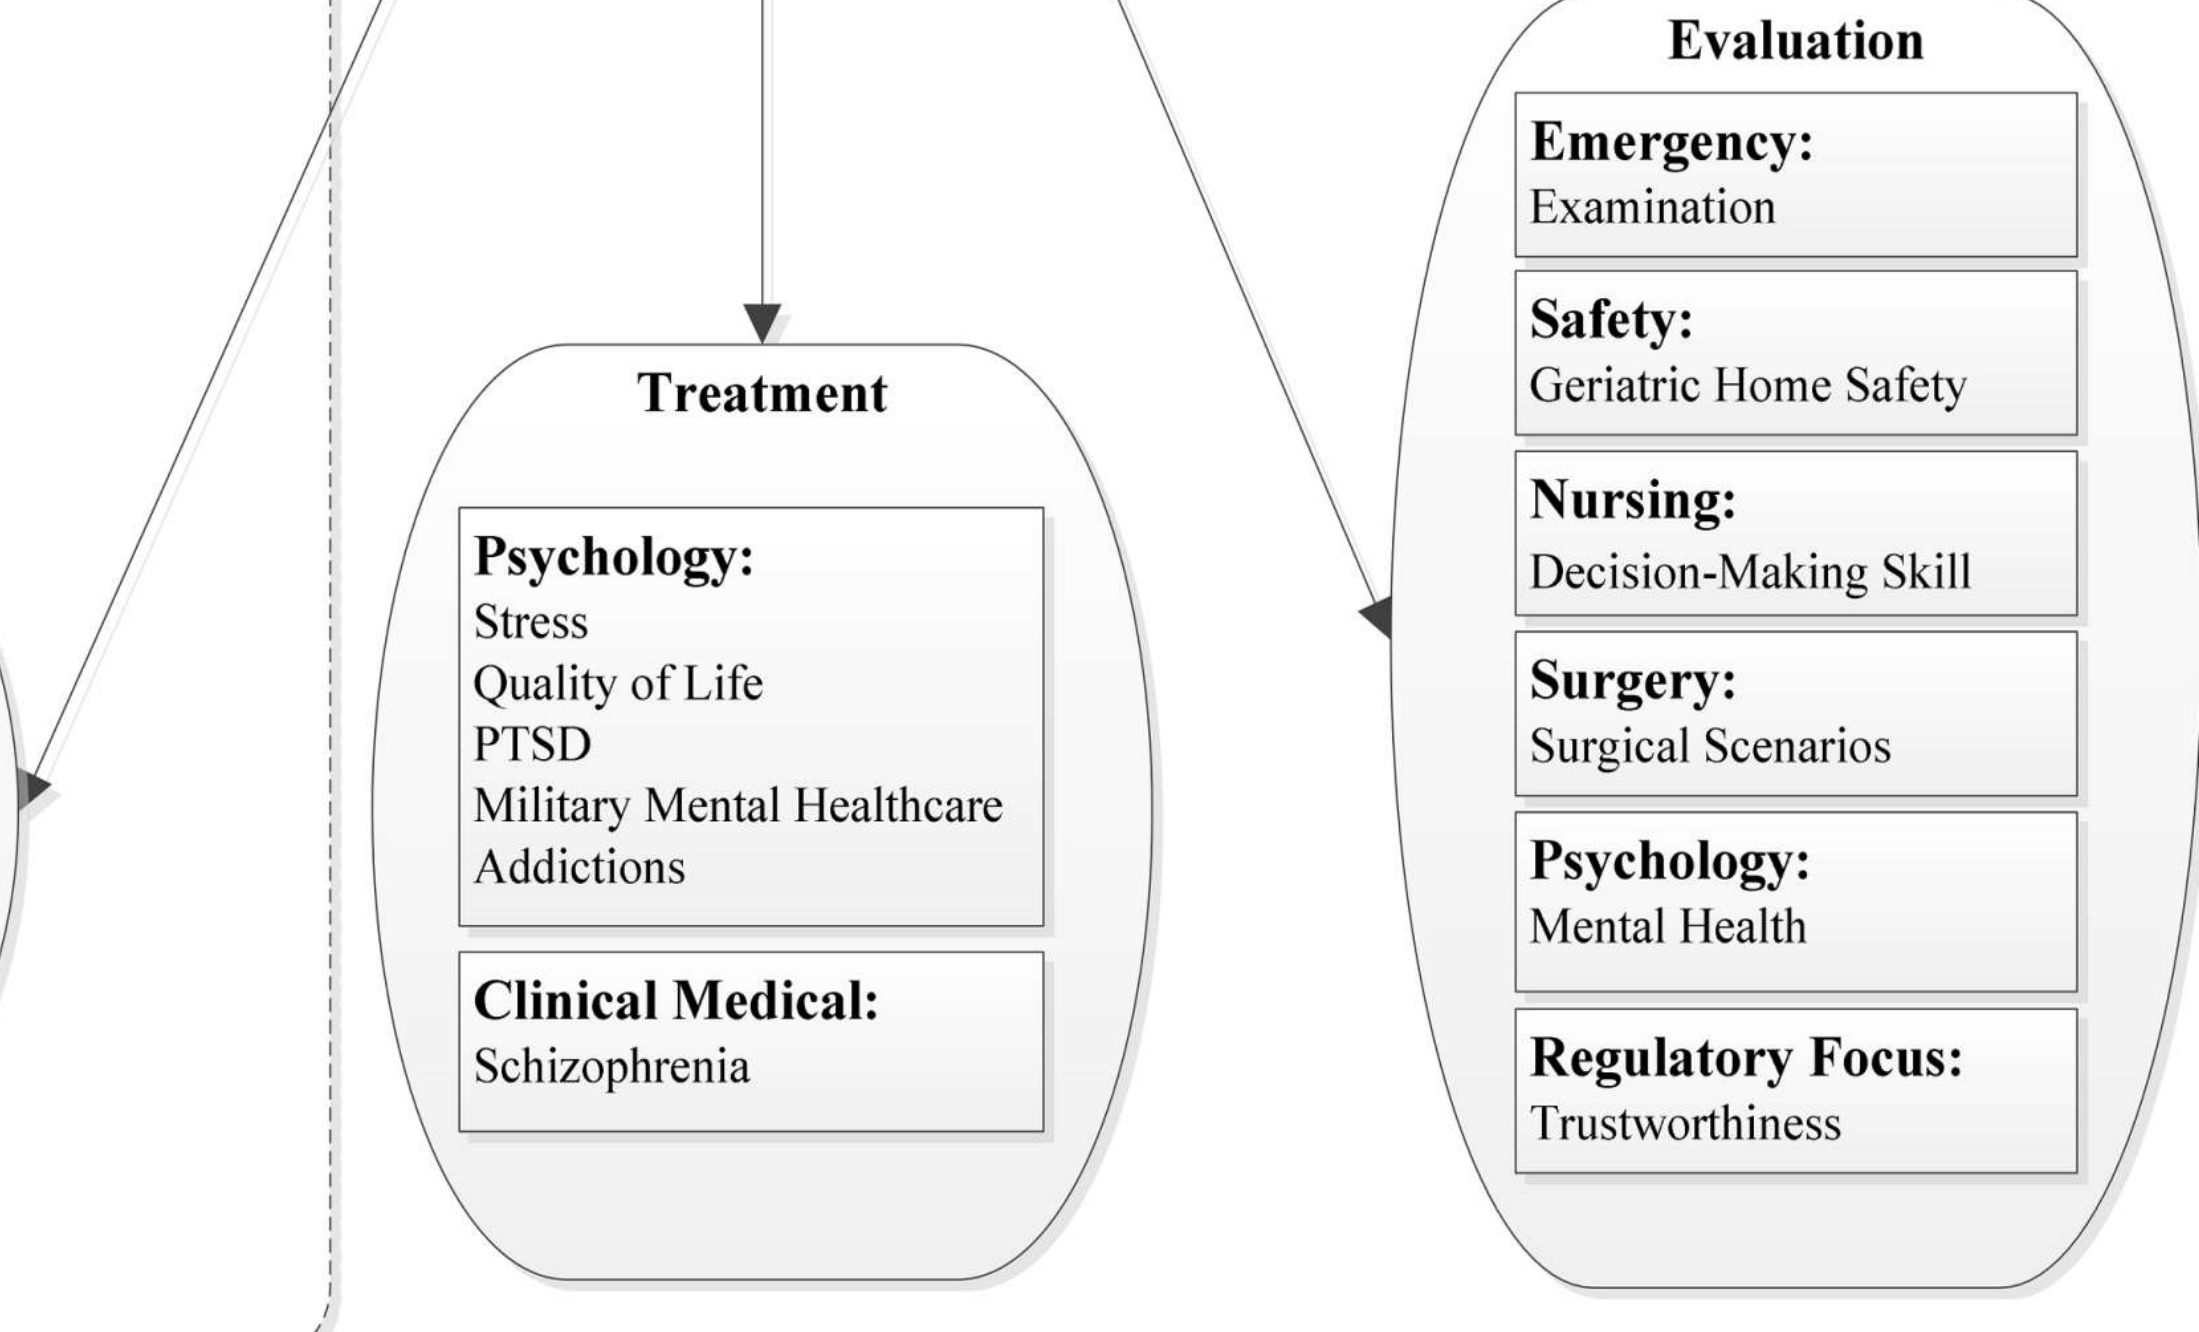 Treatment
Psychology:
Stress
Quality of Life
PTSD
Military Mental Healthcare
Addictions
Clinical Medical:
Schizophrenia
Evaluation
Emergency:
Examination
Safety:
Geriatric Home Safety
Nursing:
Decision-Making Skill
Surgery:
Surgical Scenarios
Psychology:
Mental Health
Regulatory Focus:
Trustworthiness